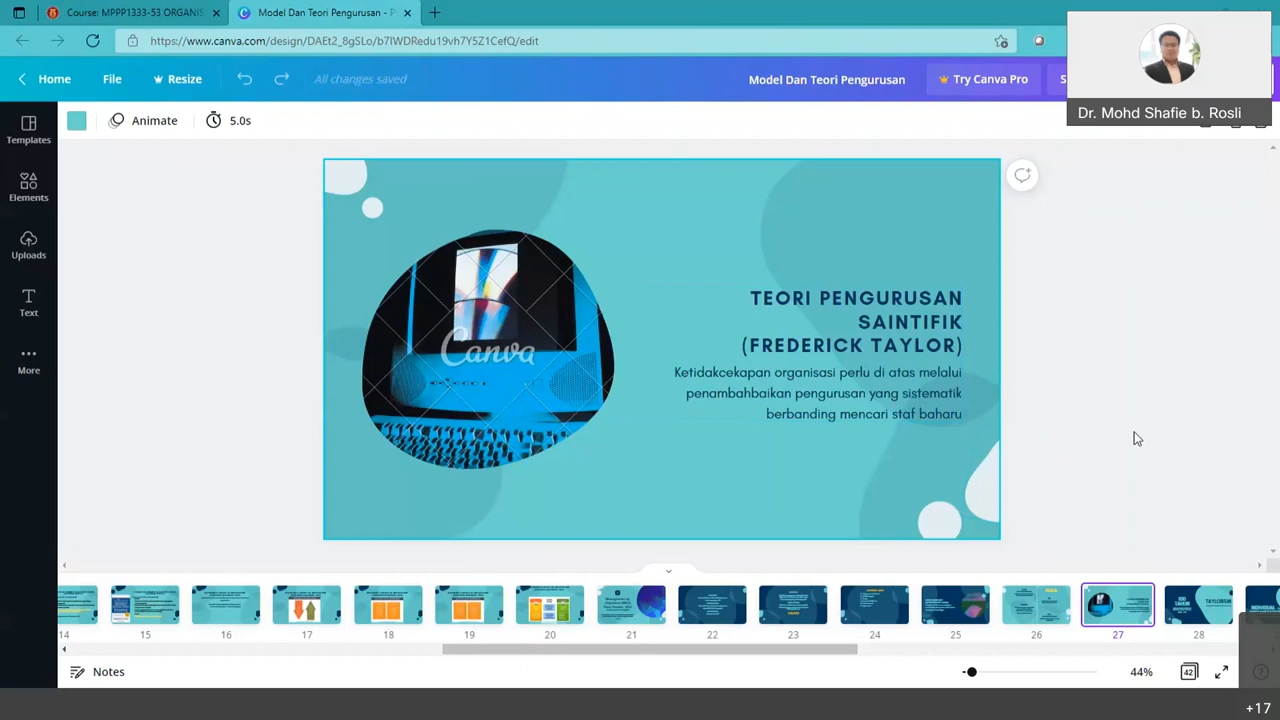 Course: MPPP1333-53 ORGANIS
Model Dan Teori Pengurusan - P
https://www.canva.com/design/DAEt2_8gSLo/b7IWDRedu19vh7Y5Z1CefQ/edit
Home
File
Resize
All changes saved
Model Dan Teori Pengurusan
Try Canva Pro
S
Dr. Mohd Shafie b. Rosli
Animate
5.0s
Templates
Elements
Uploads
Text
More
Canva
TEORI PENGURUSAN
SAINTIFIK
(FREDERICK TAYLOR)
Ketidakcekapan organisasi perlu di atas melalui
penambahbaikan pengurusan yang sistematik
berbanding mencari staf baharu
14
15
16
17
18
19
20
21
22
23
24
25
26
27
28
Notes
44%
42
+17